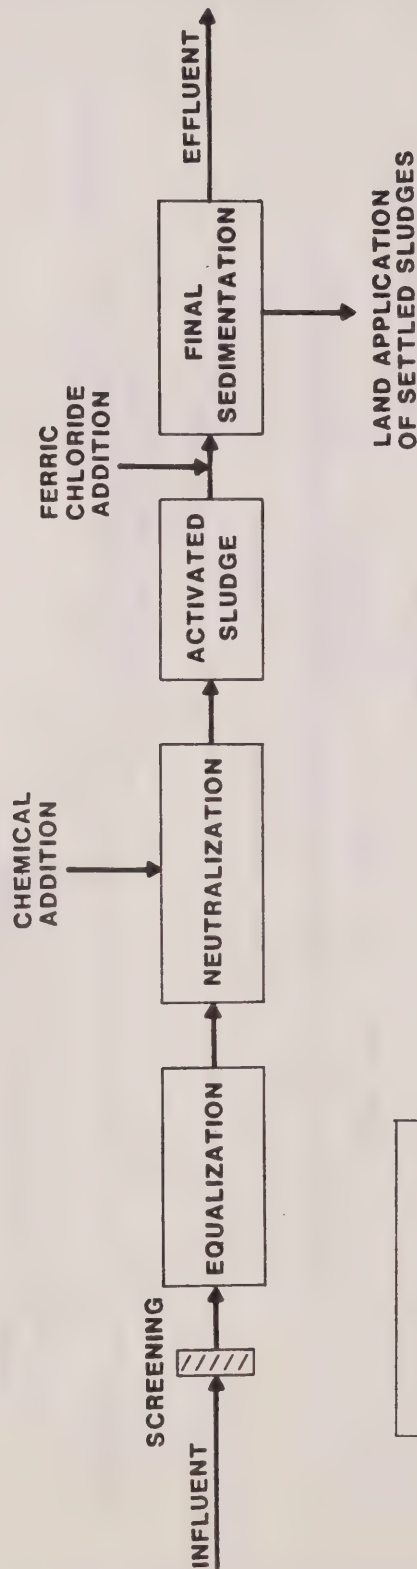 INFLUENT
SCREENING
EQUALIZATION
CHEMICAL
ADDITION
NEUTRALIZATION
ACTIVATED
SLUDGE
FERRIC
CHLORIDE
ADDITION
FINAL
SEDIMENTATION
EFFLUENT
LAND APPLICATION
OF SETTLED SLUDGES